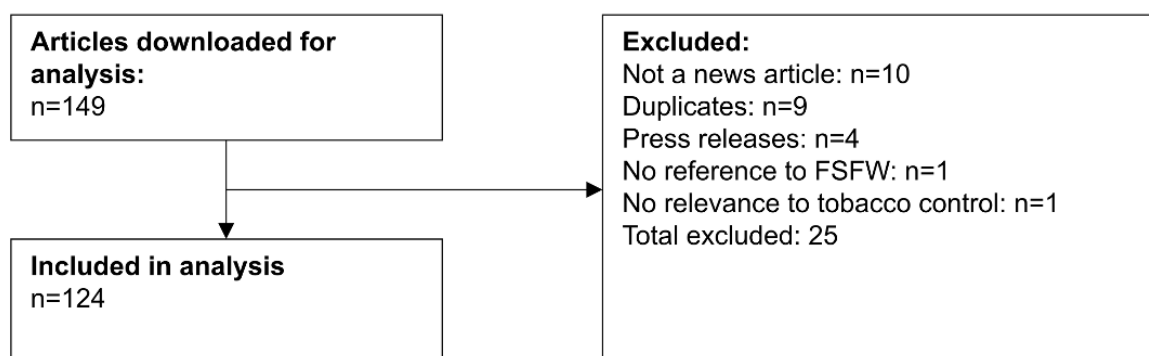 Articles downloaded for
analysis:
n=149
Excluded:
Not a news article: n=10
Duplicates: n=9
Press releases: n=4
No reference to FSFW: n=1
No relevance to tobacco control: n=1
Total excluded: 25
Included in analysis
n=124